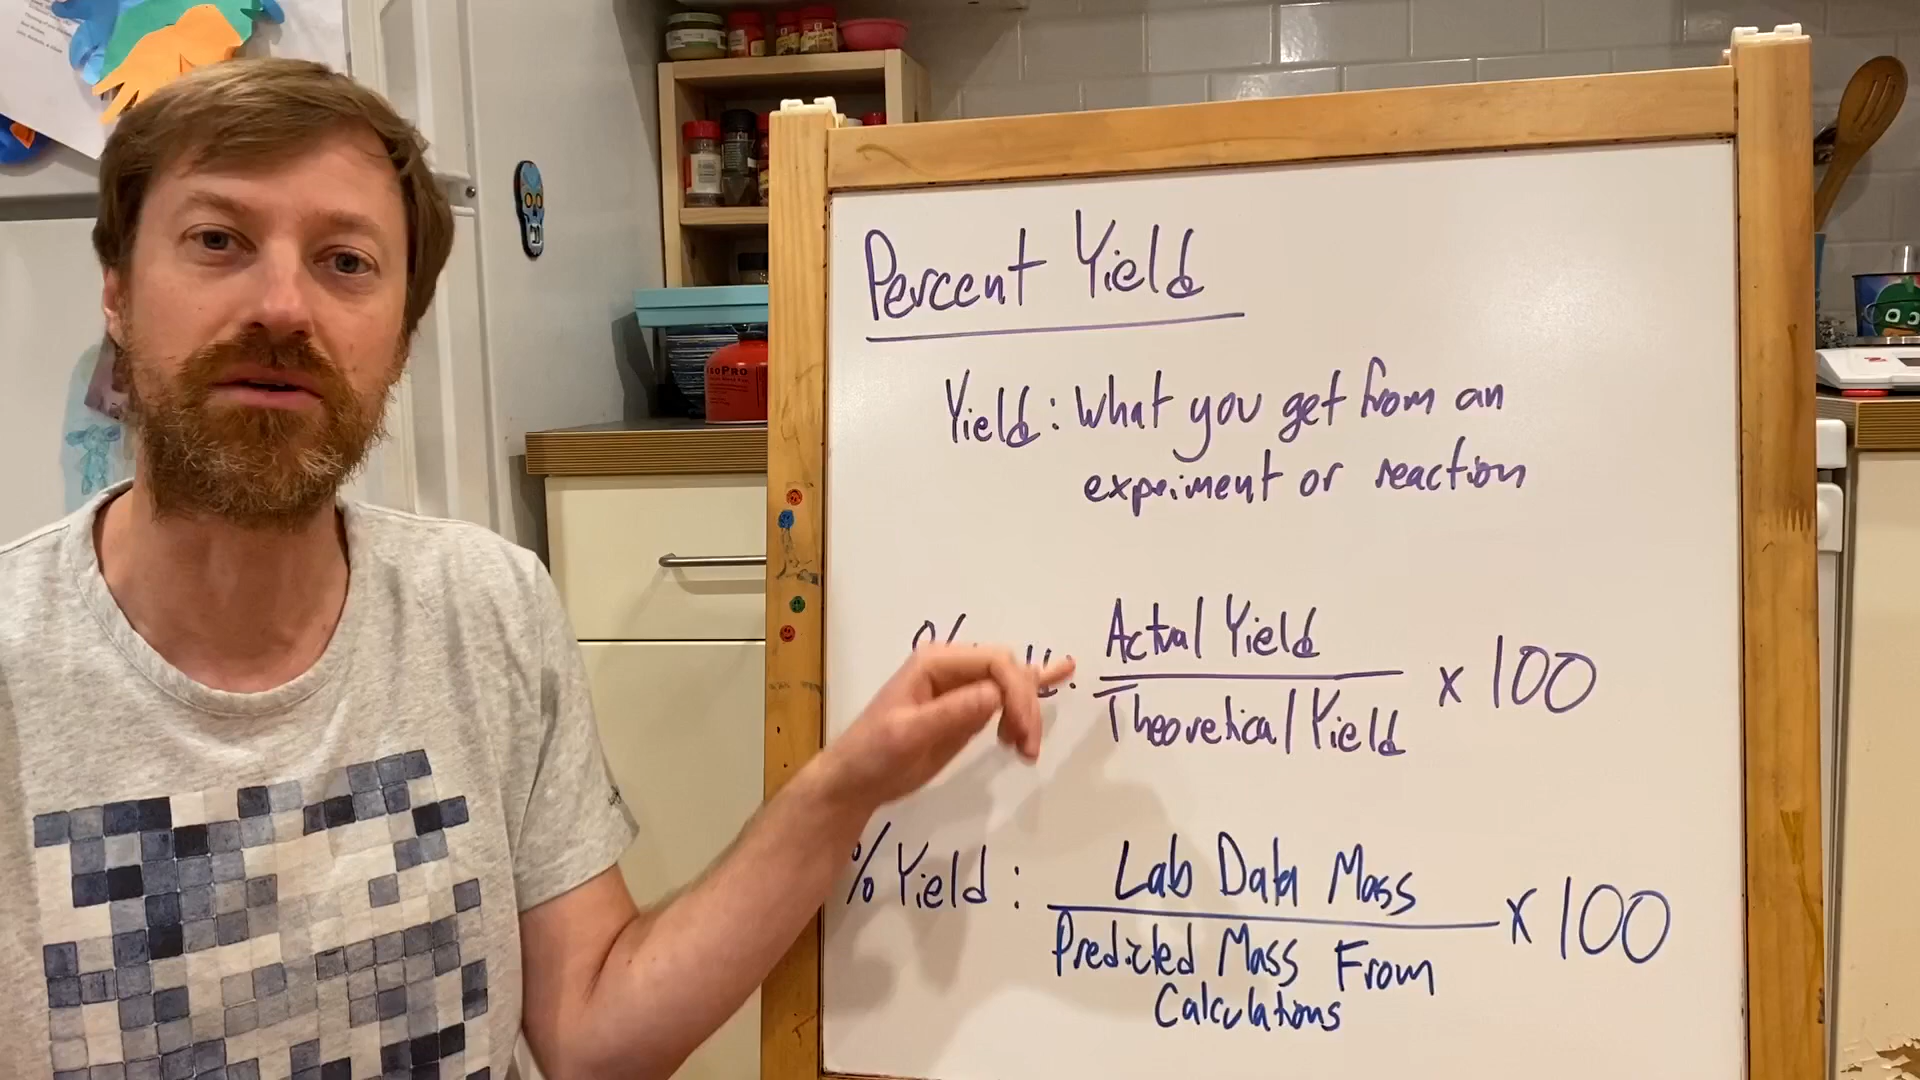 Percent Yield
Yield: What you get from an
expriment or reaction
Actual Yield
Theoretical Yield
x 100
% Yield:
Lab Data Mass
Predicted Mass From
Calculations
x 100
isoPRO